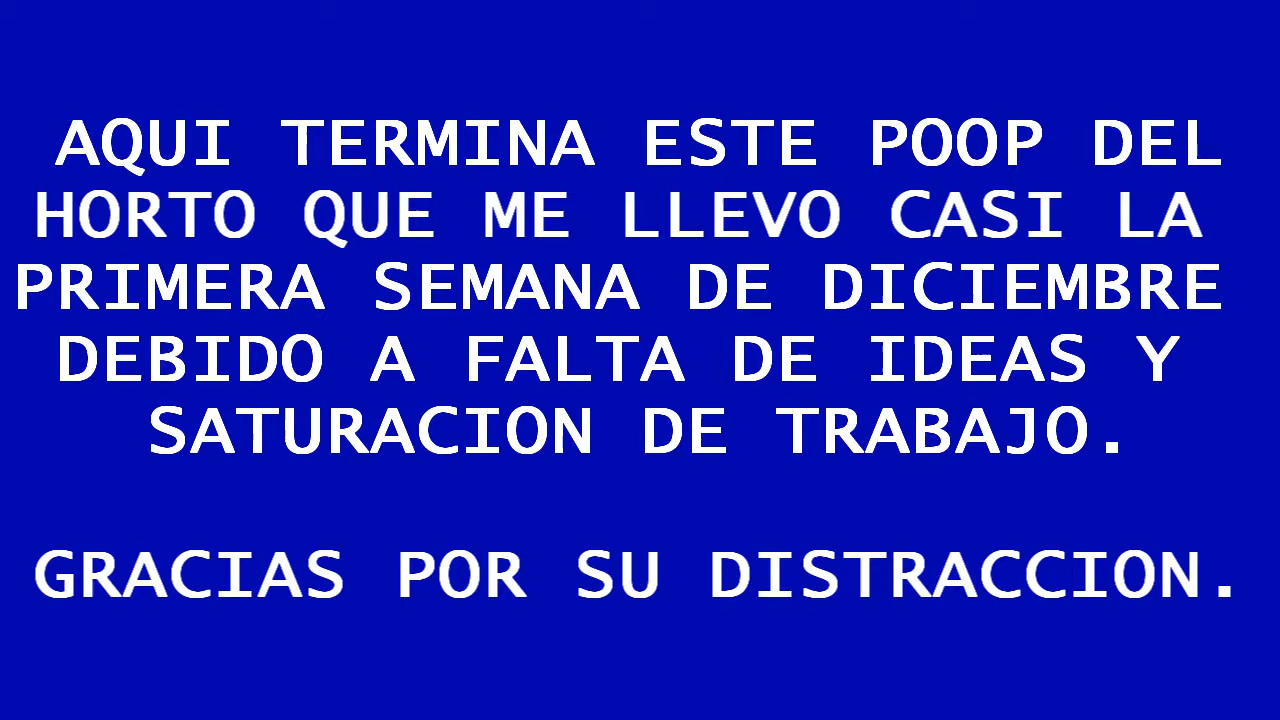 AQUI TERMINA ESTE POOP DEL
HORTO QUE ME LLEVO CASI LA
PRIMERA SEMANA DE DICIEMBRE
DEBIDO A FALTA DE IDEAS Y
SATURACION DE TRABAJO.
GRACIAS POR SU DISTRACCION.